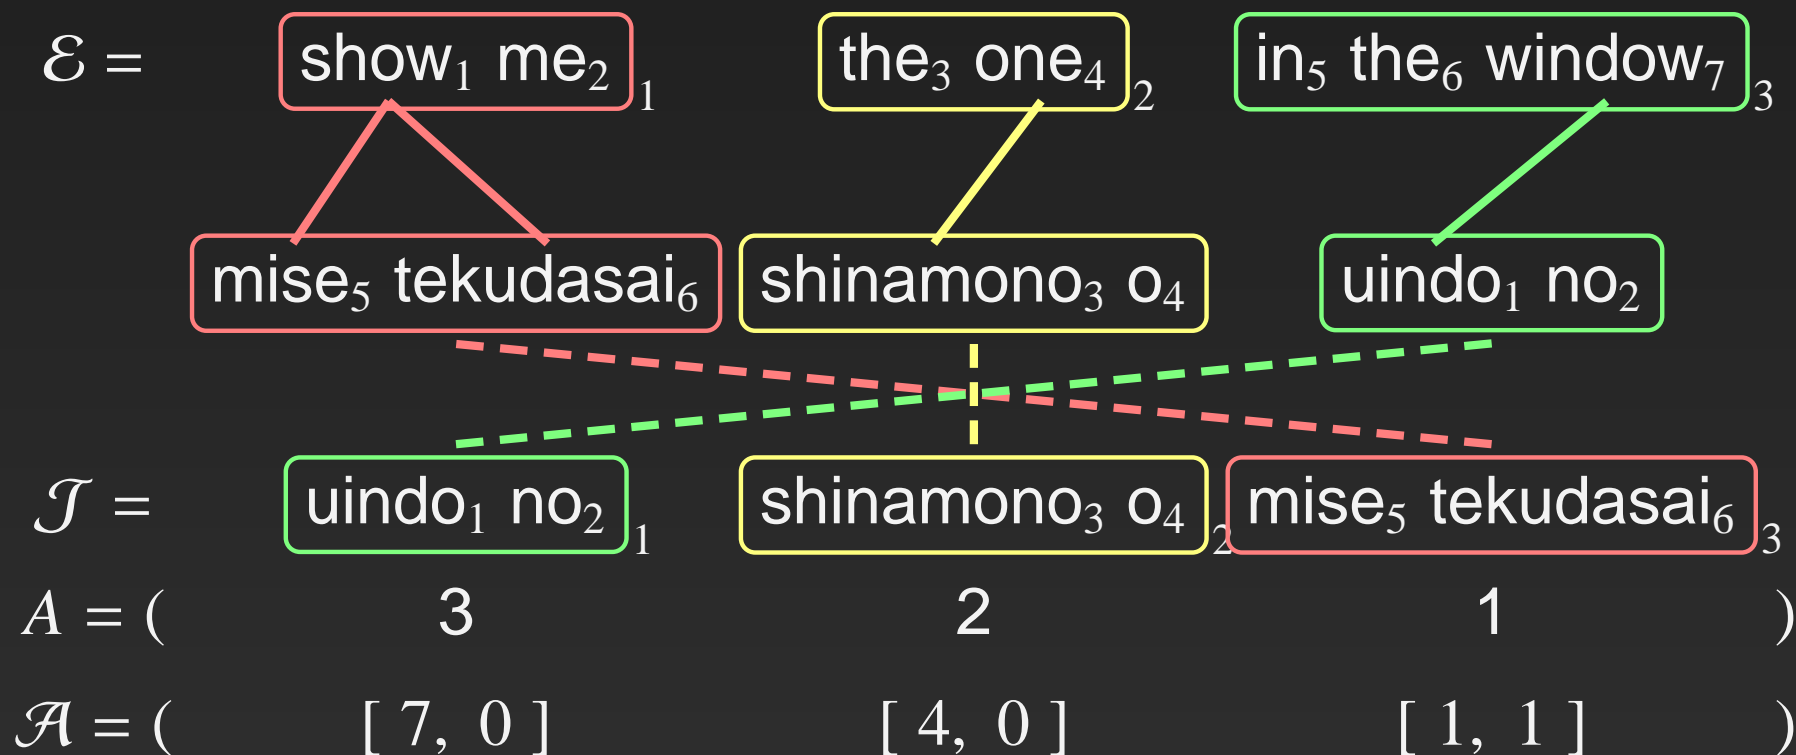 ℰ = show₁ me₂ ₁ the₃ one₄ ₂ in₅ the₆ window₇ ₃
mise₅ tekudasai₆ shinamono₃ o₄ uindo₁ no₂
𝒥 = uindo₁ no₂ ₁ shinamono₃ o₄ ₂ mise₅ tekudasai₆ ₃
A = ( 3 2 1 )
𝒜 = ( [ 7, 0 ] [ 4, 0 ] [ 1, 1 ] )